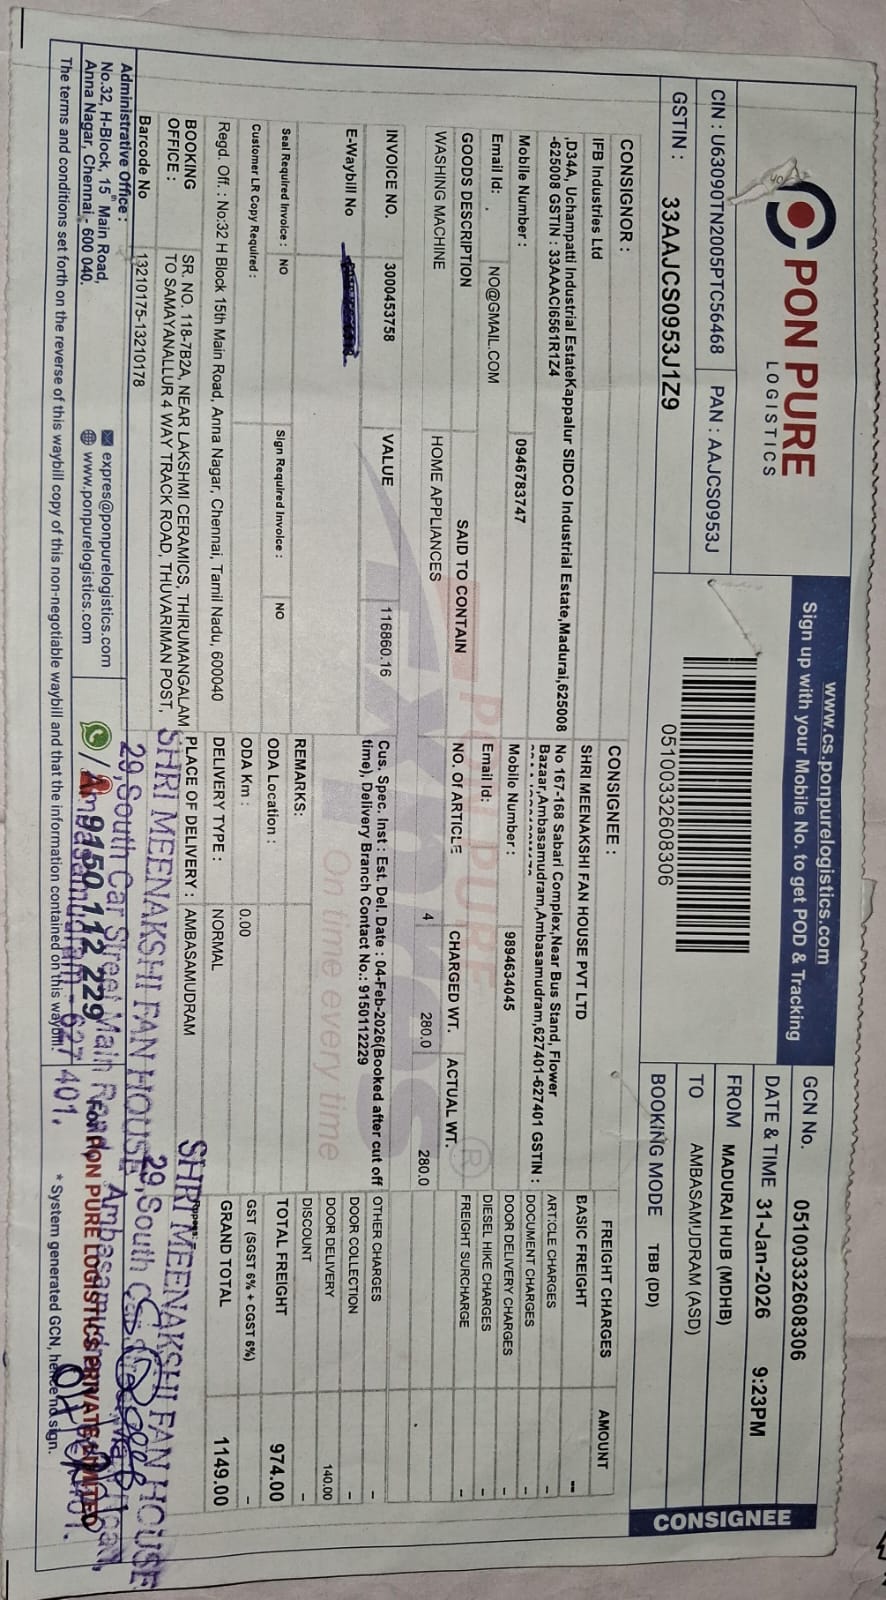 PON PURE
LOGISTICS
CIN : U63090TN2005PTC56468
PAN : AAJCS0953J
GSTIN : 33AAJCS0953J1Z9
www.cs.ponpurelogistics.com
Sign up with your Mobile No. to get POD & Tracking
05100332608306
GCN No. 05100332608306
DATE & TIME 31-Jan-2026 9:23PM
FROM MADURAI HUB (MDHB)
TO AMBASAMUDRAM (ASD)
BOOKING MODE TBB (DD)
CONSIGNEE
CONSIGNOR :
IFB Industries Ltd
,D34A, Uchampatti Industrial EstateKappalur SIDCO Industrial Estate,Madurai,625008
-625008 GSTIN : 33AAACI6561R1Z4
Mobile Number : 0946783747
Email Id: . NO@GMAIL.COM
CONSIGNEE :
SHRI MEENAKSHI FAN HOUSE PVT LTD
No 167-168 Sabari Complex,Near Bus Stand, Flower
Bazaar,Ambasamudram,Ambasamudram,627401-627401 GSTIN :
Mobile Number : 9894634045
Email Id:
GOODS DESCRIPTION SAID TO CONTAIN NO. Of ARTICLE CHARGED WT. ACTUAL WT.
WASHING MACHINE HOME APPLIANCES 4 280.0 280.0
INVOICE NO. 3000453758 VALUE 116860.16
E-Waybill No
Cus. Spec. Inst : Est. Del. Date : 04-Feb-2026(Booked after cut off
time), Delivery Branch Contact No.: 9150112229
PON PURE
Expres ®
On time every time
Seal Required Invoice : NO Sign Required Invoice : NO
Customer LR Copy Required :
REMARKS:
ODA Location :
ODA Km : 0.00
DELIVERY TYPE : NORMAL
PLACE OF DELIVERY : AMBASAMUDRAM
Regd. Off. : No:32 H Block 15th Main Road, Anna Nagar, Chennai, Tamil Nadu, 600040
BOOKING OFFICE : SR. NO. 118-7B2A, NEAR LAKSHMI CERAMICS, THIRUMANGALAM
TO SAMAYANALLUR 4 WAY TRACK ROAD, THUVARIMAN POST,
Barcode No 13210175-13210178
FREIGHT CHARGES AMOUNT
BASIC FREIGHT --
ARTICLE CHARGES -
DOCUMENT CHARGES -
DOOR DELIVERY CHARGES -
DIESEL HIKE CHARGES -
FREIGHT SURCHARGE -
OTHER CHARGES -
DOOR COLLECTION -
DOOR DELIVERY 140.00
DISCOUNT -
TOTAL FREIGHT 974.00
GST (SGST 6% + CGST 6%) -
GRAND TOTAL 1149.00
Rupees:
Administrative Office :
No.32, H-Block, 15th Main Road,
Anna Nagar, Chennai - 600 040.
expres@ponpurelogistics.com
www.ponpurelogistics.com
9150 112 229
For PON PURE LOGISTICS PRIVATE LIMITED
SHRI MEENAKSHI FAN HOUSE
29, South Car Street Main Road,
Ambasamudram - 627 401.
SHRI MEENAKSHI FAN HOUSE
29, South Car Street
The terms and conditions set forth on the reverse of this waybill copy of this non-negotiable waybill and that the information contained on this waybill.
* System generated GCN, hence no sign.